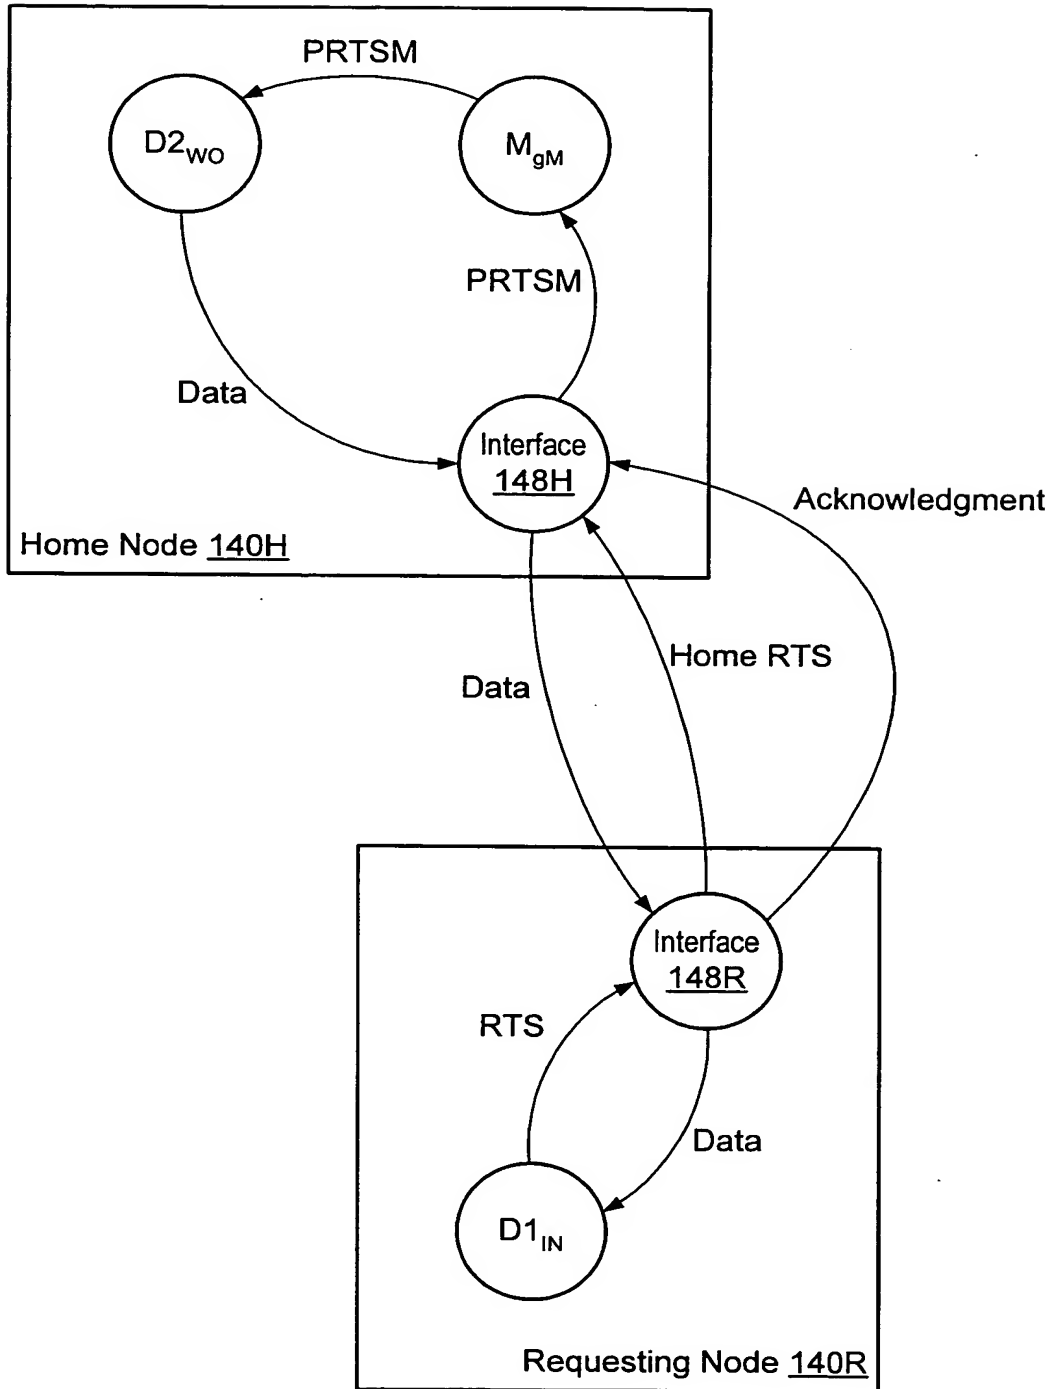 PRTSM
D2WO
MgM
PRTSM
Data
Interface
148H
Acknowledgment
Home Node 140H
Home RTS
Data
Interface
148R
RTS
Data
D1IN
Requesting Node 140R